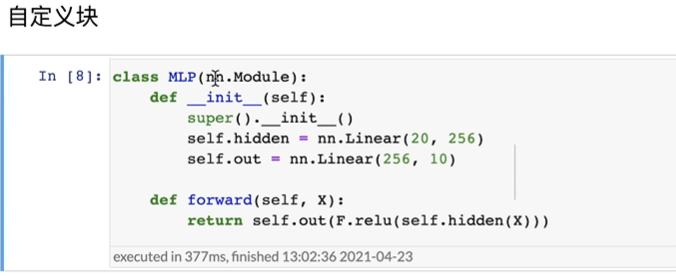 自定义块
In [8]: class MLP(nn.Module):
    def __init__(self):
        super().__init__()
        self.hidden = nn.Linear(20, 256)
        self.out = nn.Linear(256, 10)
    def forward(self, X):
        return self.out(F.relu(self.hidden(X)))
executed in 377ms, finished 13:02:36 2021-04-23